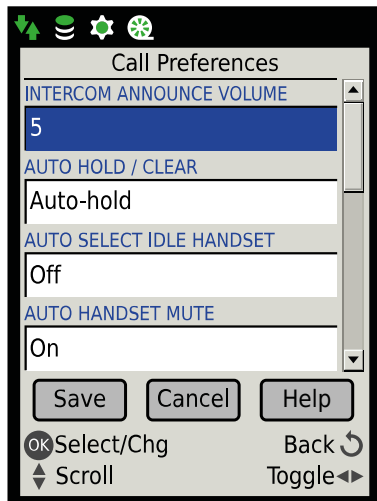 Call Preferences
INTERCOM ANNOUNCE VOLUME
5
AUTO HOLD / CLEAR
Auto-hold
AUTO SELECT IDLE HANDSET
Off
AUTO HANDSET MUTE
On
Save Cancel Help
OK Select/Chg Back
Scroll Toggle